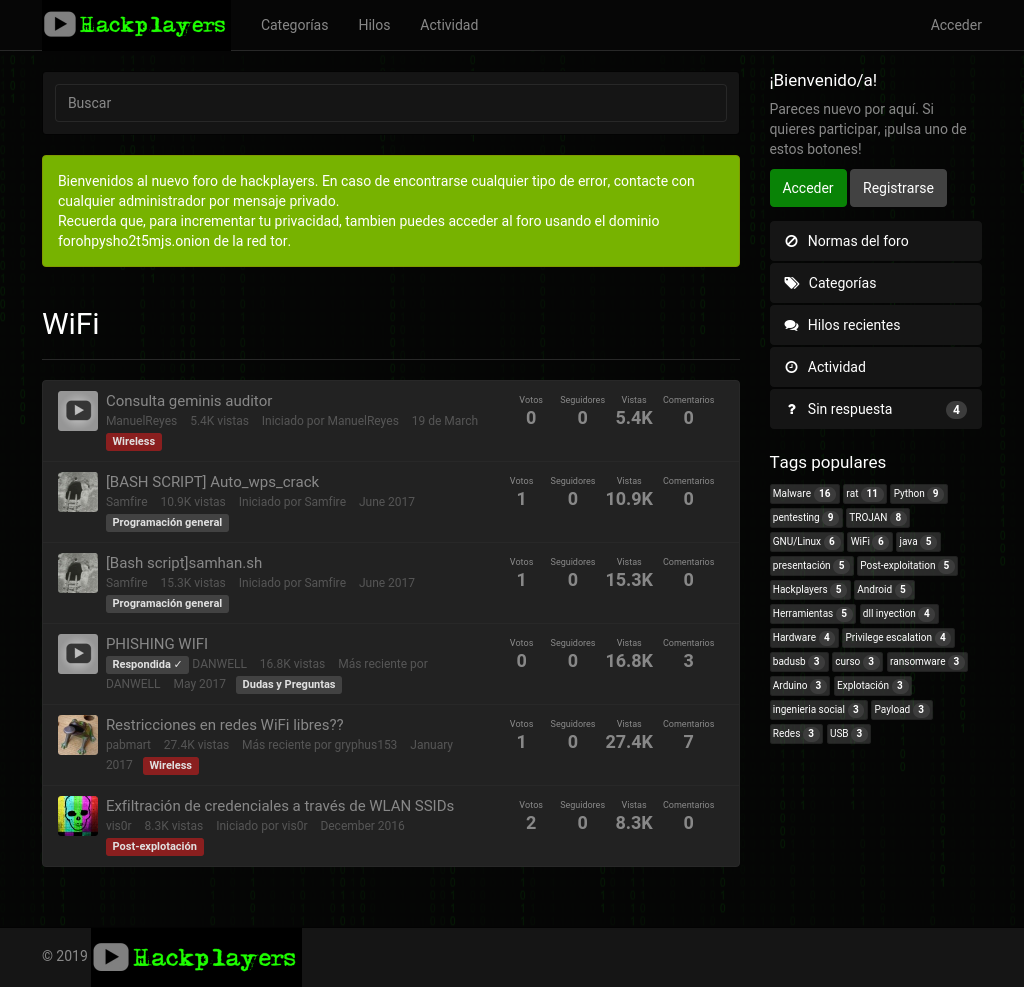 Hackplayers
Categorías Hilos Actividad Acceder
Buscar
Bienvenidos al nuevo foro de hackplayers. En caso de encontrarse cualquier tipo de error, contacte con
cualquier administrador por mensaje privado.
Recuerda que, para incrementar tu privacidad, tambien puedes acceder al foro usando el dominio
forohpysho2t5mjs.onion de la red tor.
WiFi
Consulta geminis auditor
ManuelReyes 5.4K vistas Iniciado por ManuelReyes 19 de March
Wireless
Votos Seguidores Vistas Comentarios
0 0 5.4K 0
[BASH SCRIPT] Auto_wps_crack
Samfire 10.9K vistas Iniciado por Samfire June 2017
Programación general
Votos Seguidores Vistas Comentarios
1 0 10.9K 0
[Bash script]samhan.sh
Samfire 15.3K vistas Iniciado por Samfire June 2017
Programación general
Votos Seguidores Vistas Comentarios
1 0 15.3K 0
PHISHING WIFI
Respondida ✓ DANWELL 16.8K vistas Más reciente por
DANWELL May 2017 Dudas y Preguntas
Votos Seguidores Vistas Comentarios
0 0 16.8K 3
Restricciones en redes WiFi libres??
pabmart 27.4K vistas Más reciente por gryphus153 January
2017 Wireless
Votos Seguidores Vistas Comentarios
1 0 27.4K 7
Exfiltración de credenciales a través de WLAN SSIDs
vis0r 8.3K vistas Iniciado por vis0r December 2016
Post-explotación
Votos Seguidores Vistas Comentarios
2 0 8.3K 0
¡Bienvenido/a!
Pareces nuevo por aquí. Si
quieres participar, ¡pulsa uno de
estos botones!
Acceder Registrarse
Normas del foro
Categorías
Hilos recientes
Actividad
? Sin respuesta 4
Tags populares
Malware 16 rat 11 Python 9
pentesting 9 TROJAN 8
GNU/Linux 6 WiFi 6 java 5
presentación 5 Post-exploitation 5
Hackplayers 5 Android 5
Herramientas 5 dll inyection 4
Hardware 4 Privilege escalation 4
badusb 3 curso 3 ransomware 3
Arduino 3 Explotación 3
ingenieria social 3 Payload 3
Redes 3 USB 3
© 2019 Hackplayers